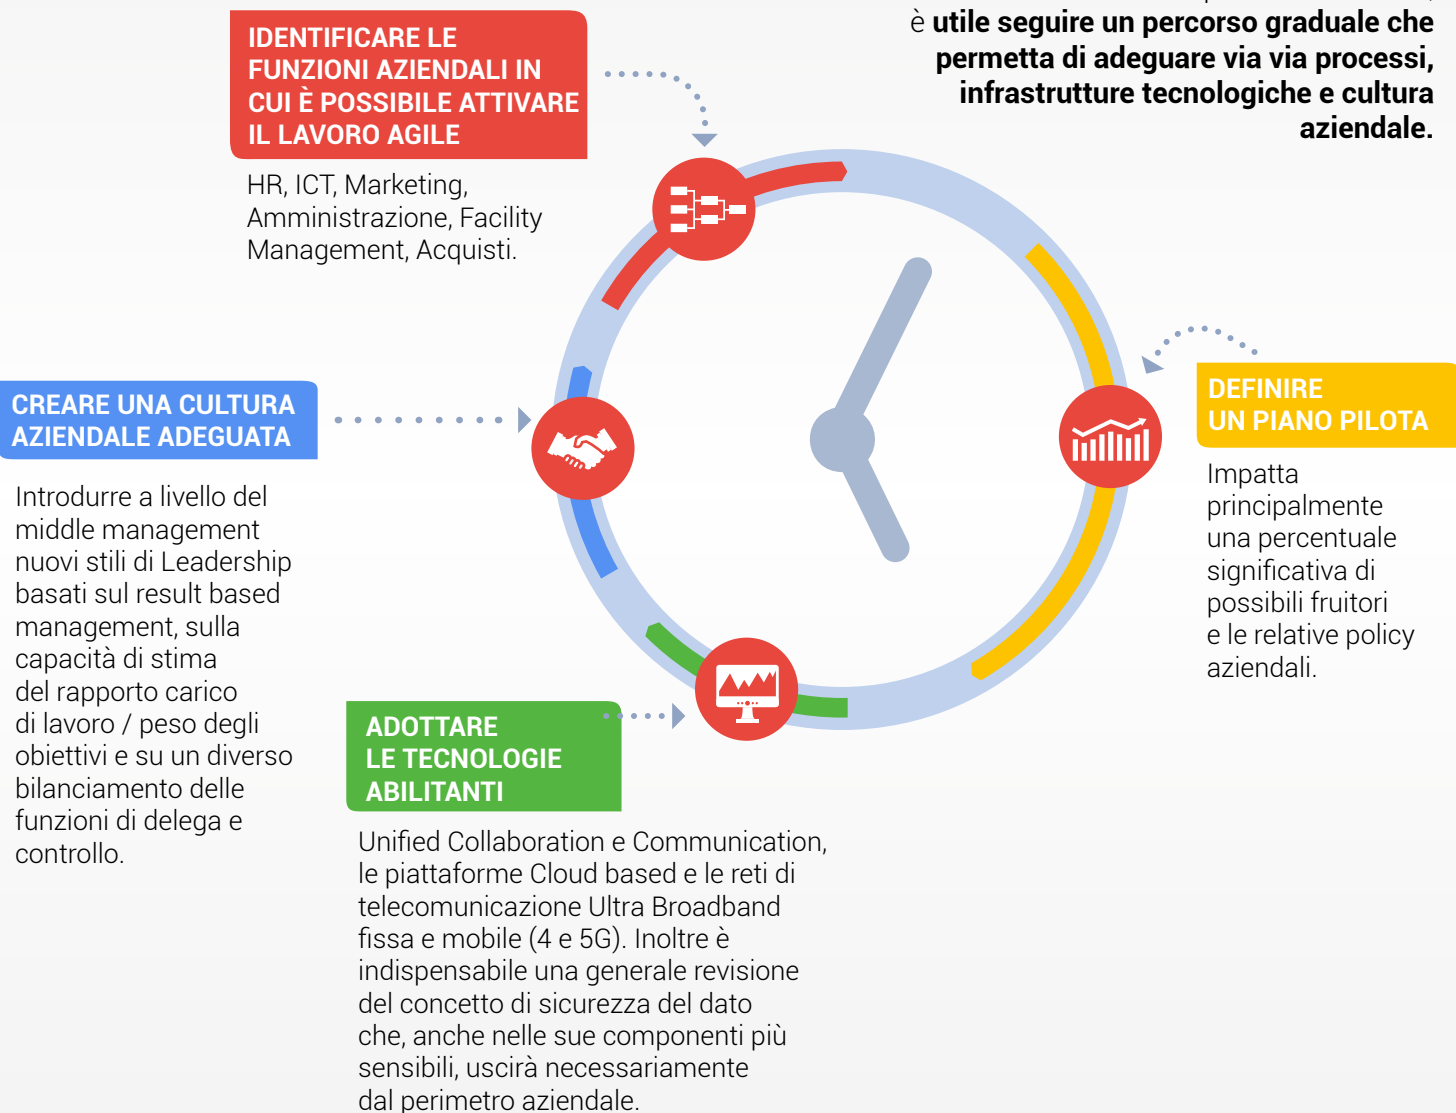 è utile seguire un percorso graduale che
permetta di adeguare via via processi,
infrastrutture tecnologiche e cultura
aziendale.
IDENTIFICARE LE
FUNZIONI AZIENDALI IN
CUI È POSSIBILE ATTIVARE
IL LAVORO AGILE
HR, ICT, Marketing,
Amministrazione, Facility
Management, Acquisti.
DEFINIRE
UN PIANO PILOTA
Impatta
principalmente
una percentuale
significativa di
possibili fruitori
e le relative policy
aziendali.
CREARE UNA CULTURA
AZIENDALE ADEGUATA
Introdurre a livello del
middle management
nuovi stili di Leadership
basati sul result based
management, sulla
capacità di stima
del rapporto carico
di lavoro / peso degli
obiettivi e su un diverso
bilanciamento delle
funzioni di delega e
controllo.
ADOTTARE
LE TECNOLOGIE
ABILITANTI
Unified Collaboration e Communication,
le piattaforme Cloud based e le reti di
telecomunicazione Ultra Broadband
fissa e mobile (4 e 5G). Inoltre è
indispensabile una generale revisione
del concetto di sicurezza del dato
che, anche nelle sue componenti più
sensibili, uscirà necessariamente
dal perimetro aziendale.